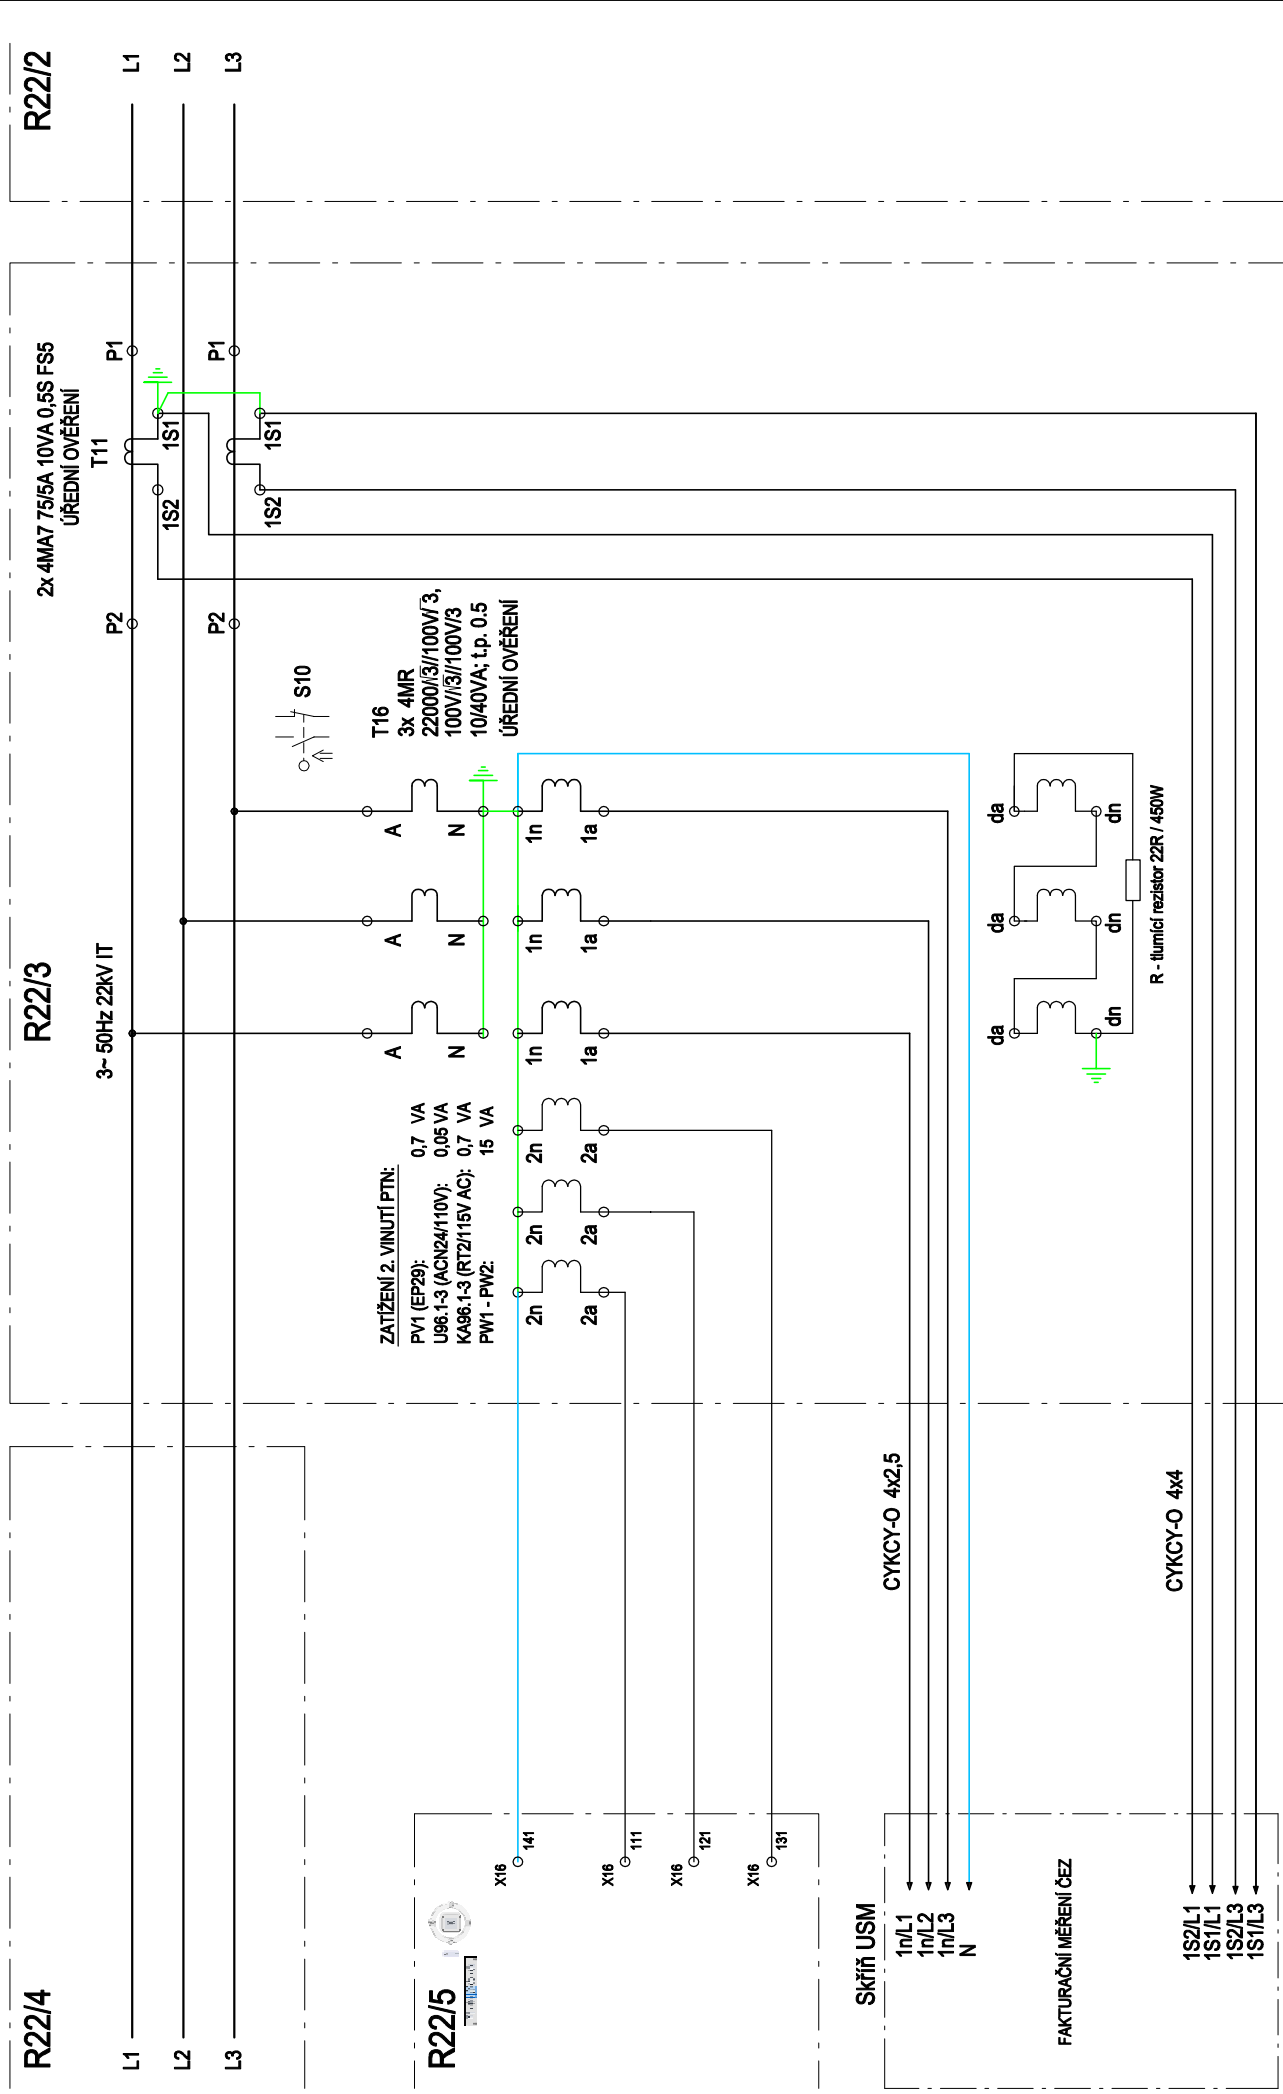 R22/2
L1
L2
L3
R22/3
2x 4MA7 75/5A 10VA 0,5S FS5
ÚŘEDNÍ OVĚŘENÍ
T11
P1
P1
1S1
1S1
1S2
1S2
P2
P2
3~ 50Hz 22kV IT
S10
T16
3x 4MR
22000/√3//100V/√3,
100V/√3//100V/3
10/40VA; t.p. 0.5
ÚŘEDNÍ OVĚŘENÍ
A
A
A
N
N
N
1n
1n
1n
1a
1a
1a
2n
2n
2n
2a
2a
2a
da
da
da
dn
dn
dn
R - tlumící rezistor 22R / 450W
ZATÍŽENÍ 2. VINUTÍ PTN:
PV1 (EP29): 0,7 VA
U96.1-3 (ACN24/110V): 0,05 VA
KA96.1-3 (RT2/115V AC): 0,7 VA
PW1 - PW2: 15 VA
CYKCY-O 4x2,5
CYKCY-O 4x4
R22/4
L1
L2
L3
R22/5
X16 141
X16 111
X16 121
X16 131
Skříň USM
1n/L1
1n/L2
1n/L3
N
FAKTURAČNÍ MĚŘENÍ ČEZ
1S2/L1
1S1/L1
1S2/L3
1S1/L3